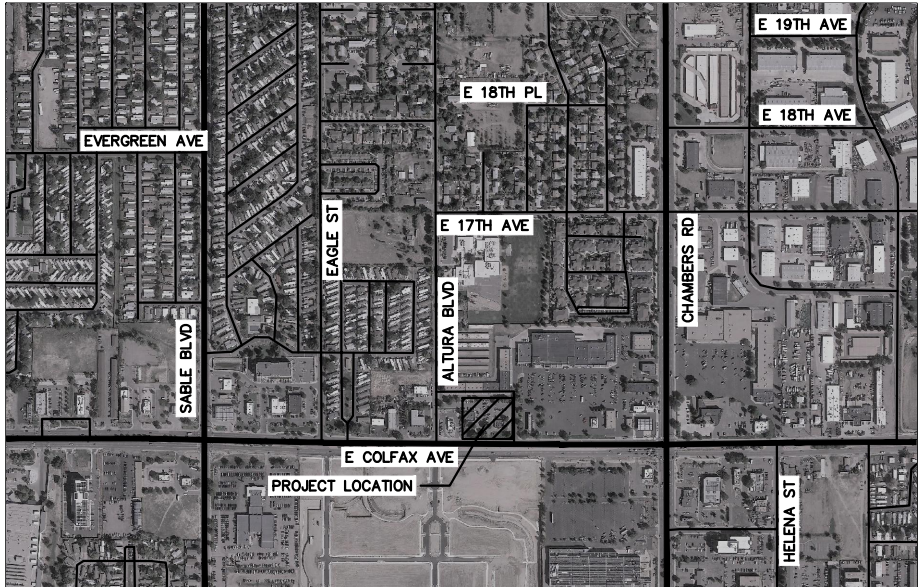 E 19TH AVE
E 18TH PL
E 18TH AVE
EVERGREEN AVE
EAGLE ST
E 17TH AVE
CHAMBERS RD
ALTURA BLVD
SABLE BLVD
E COLFAX AVE
PROJECT LOCATION
HELENA ST